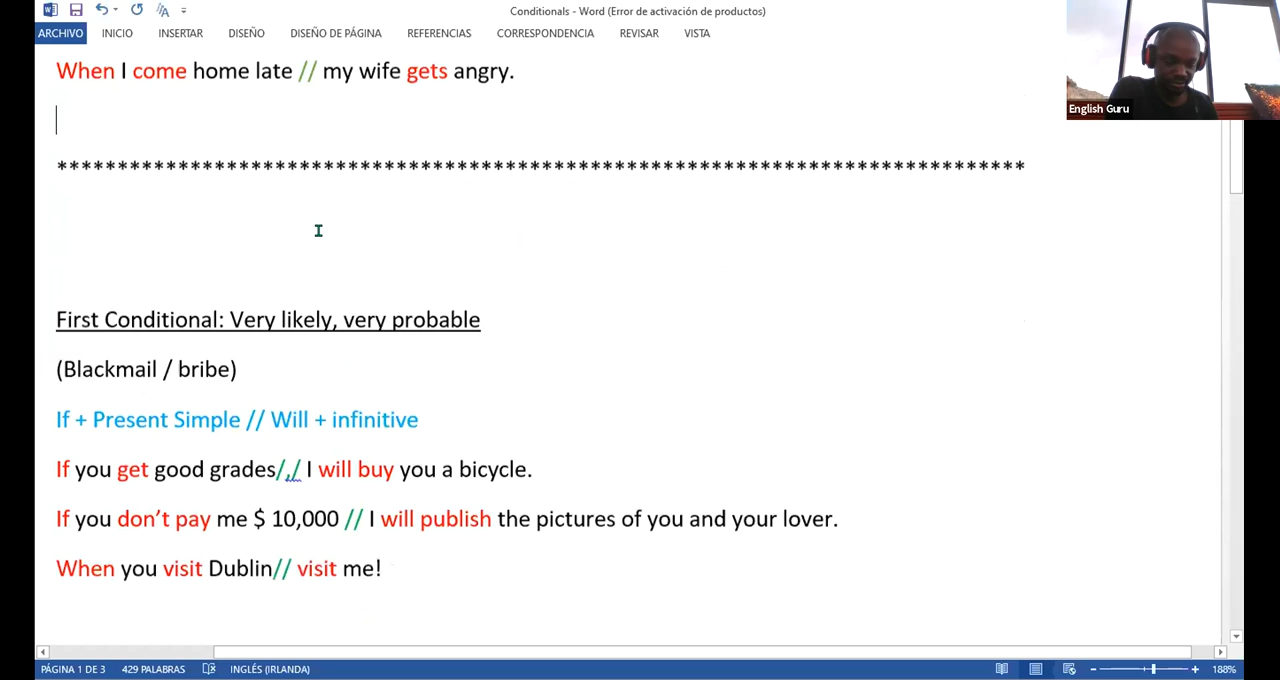 Conditionals - Word (Error de activación de productos)
ARCHIVO INICIO INSERTAR DISEÑO DISEÑO DE PÁGINA REFERENCIAS CORRESPONDENCIA REVISAR VISTA
English Guru
When I come home late // my wife gets angry.
********************************************************************************
First Conditional: Very likely, very probable
(Blackmail / bribe)
If + Present Simple // Will + infinitive
If you get good grades/,/ I will buy you a bicycle.
If you don’t pay me $ 10,000 // I will publish the pictures of you and your lover.
When you visit Dublin// visit me!
PÁGINA 1 DE 3 429 PALABRAS INGLÉS (IRLANDA) 188%